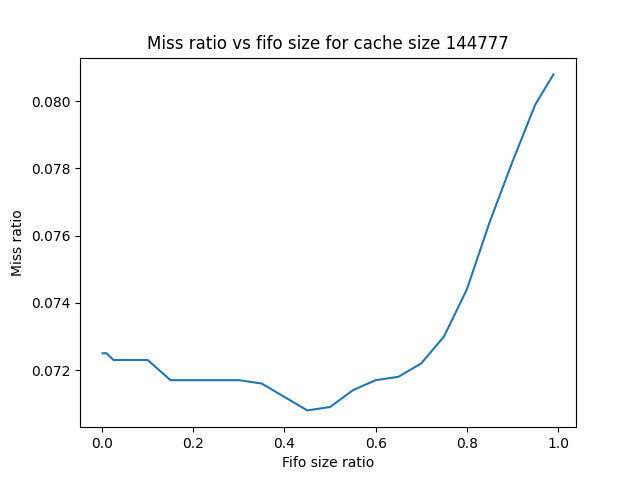 Miss ratio vs fifo size for cache size 144777
0.080
0.078
0.076
0.074
0.072
Miss ratio
0.0 0.2 0.4 0.6 0.8 1.0
Fifo size ratio